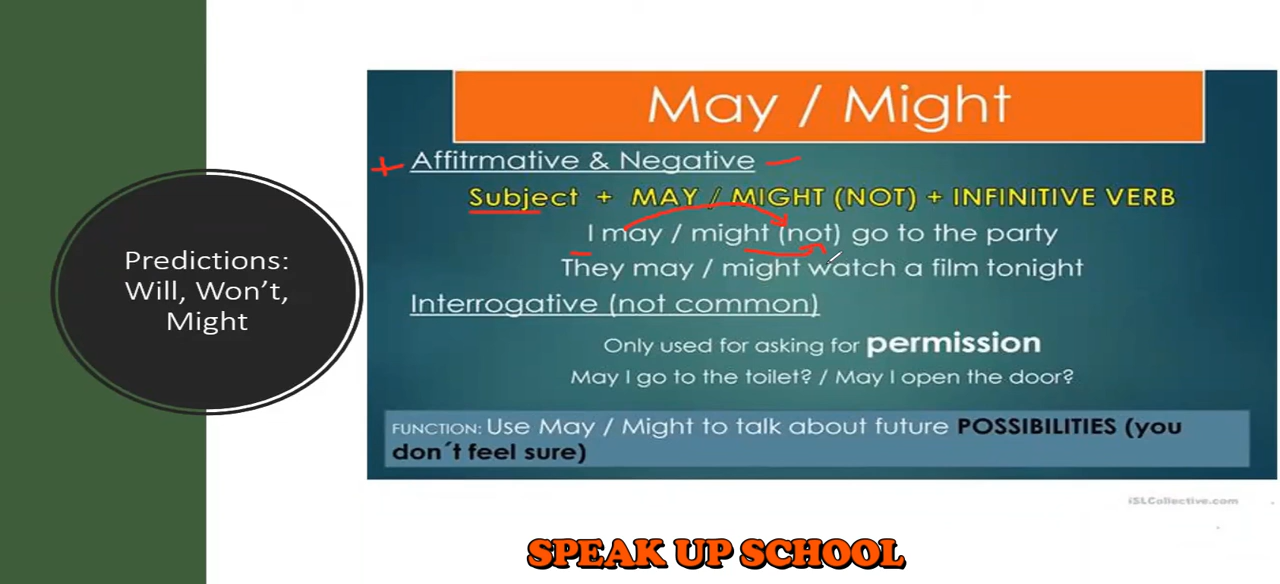 Predictions:
Will, Won't,
Might
May / Might
Affitrmative & Negative
Subject + MAY / MIGHT (NOT) + INFINITIVE VERB
I may / might (not) go to the party
They may / might watch a film tonight
Interrogative (not common)
Only used for asking for permission
May I go to the toilet? / May I open the door?
FUNCTION: Use May / Might to talk about future POSSIBILITIES (you
don´t feel sure)
iSLCollective.com
SPEAK UP SCHOOL